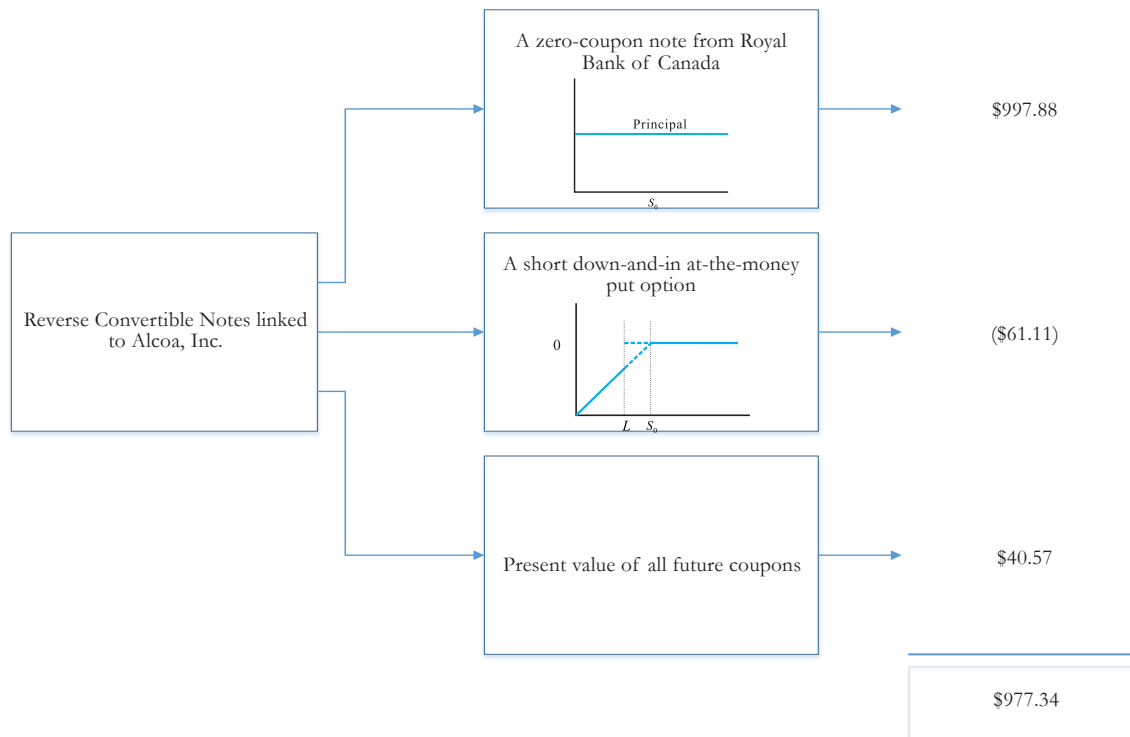 A zero-coupon note from Royal
Bank of Canada
Principal
S₀
$997.88
Reverse Convertible Notes linked
to Alcoa, Inc.
A short down-and-in at-the-money
put option
0
L S₀
($61.11)
Present value of all future coupons
$40.57
$977.34